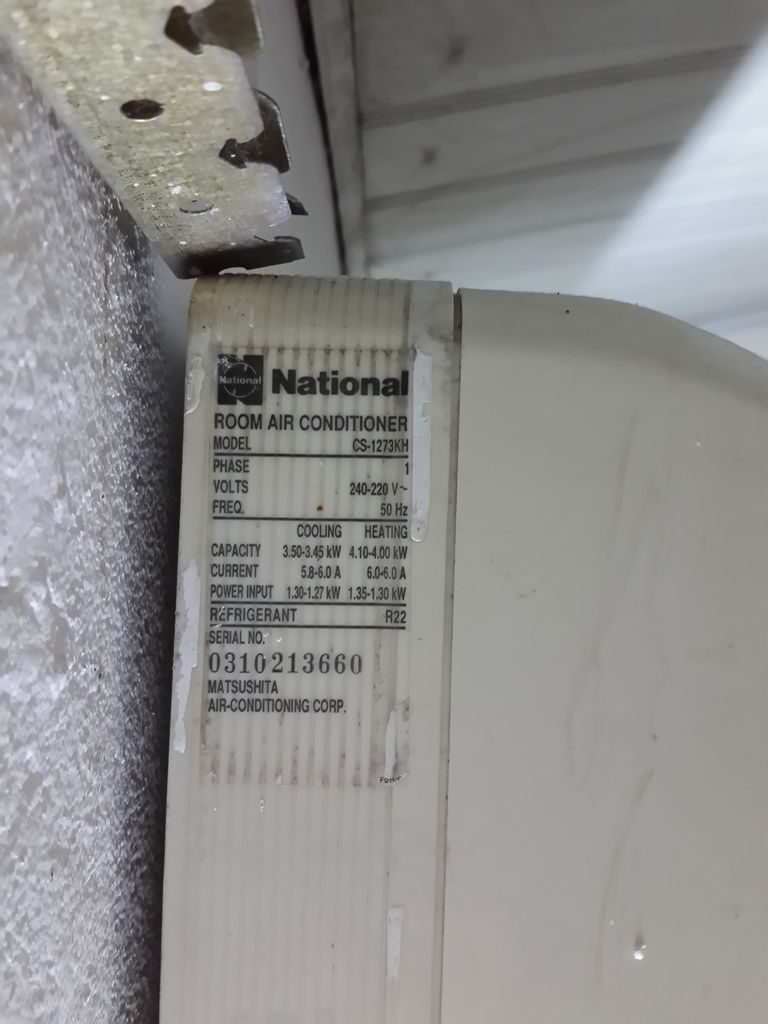 National
National
ROOM AIR CONDITIONER
MODEL CS-1273KH
PHASE 1
VOLTS 240-220 V~
FREQ. 50 Hz
COOLING HEATING
CAPACITY 3.50-3.45 kW 4.10-4.00 kW
CURRENT 5.8-6.0 A 6.0-6.0 A
POWER INPUT 1.30-1.27 kW 1.35-1.30 kW
REFRIGERANT R22
SERIAL NO.
0310213660
MATSUSHITA
AIR-CONDITIONING CORP.